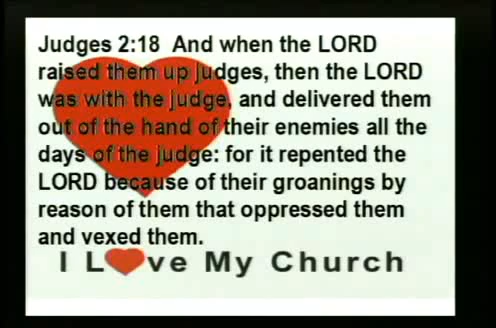 Judges 2:18 And when the LORD
raised them up judges, then the LORD
was with the judge, and delivered them
out of the hand of their enemies all the
days of the judge: for it repented the
LORD because of their groanings by
reason of them that oppressed them
and vexed them.
I L❤ve My Church